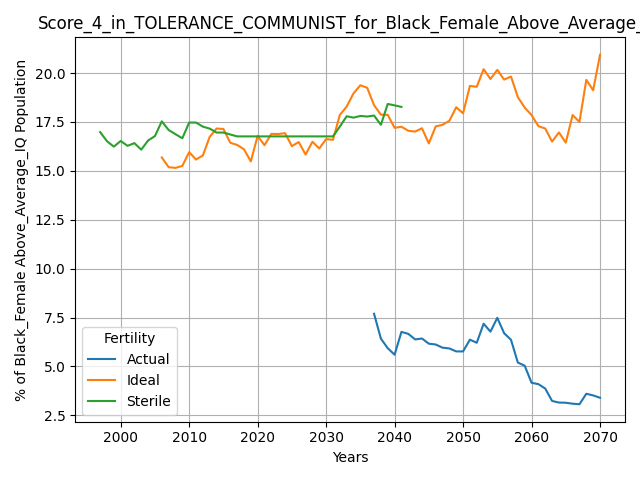 Score_4_in_TOLERANCE_COMMUNIST_for_Black_Female_Above_Average_
% of Black_Female Above_Average_IQ Population
20.0
17.5
15.0
12.5
10.0
7.5
5.0
2.5
Fertility
Actual
Ideal
Sterile
2000 2010 2020 2030 2040 2050 2060 2070
Years